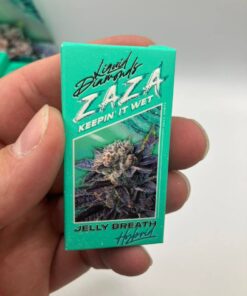 Liquid
Diamonds
ZAZA
KEEPIN' IT WET
JELLY BREATH
Hybrid